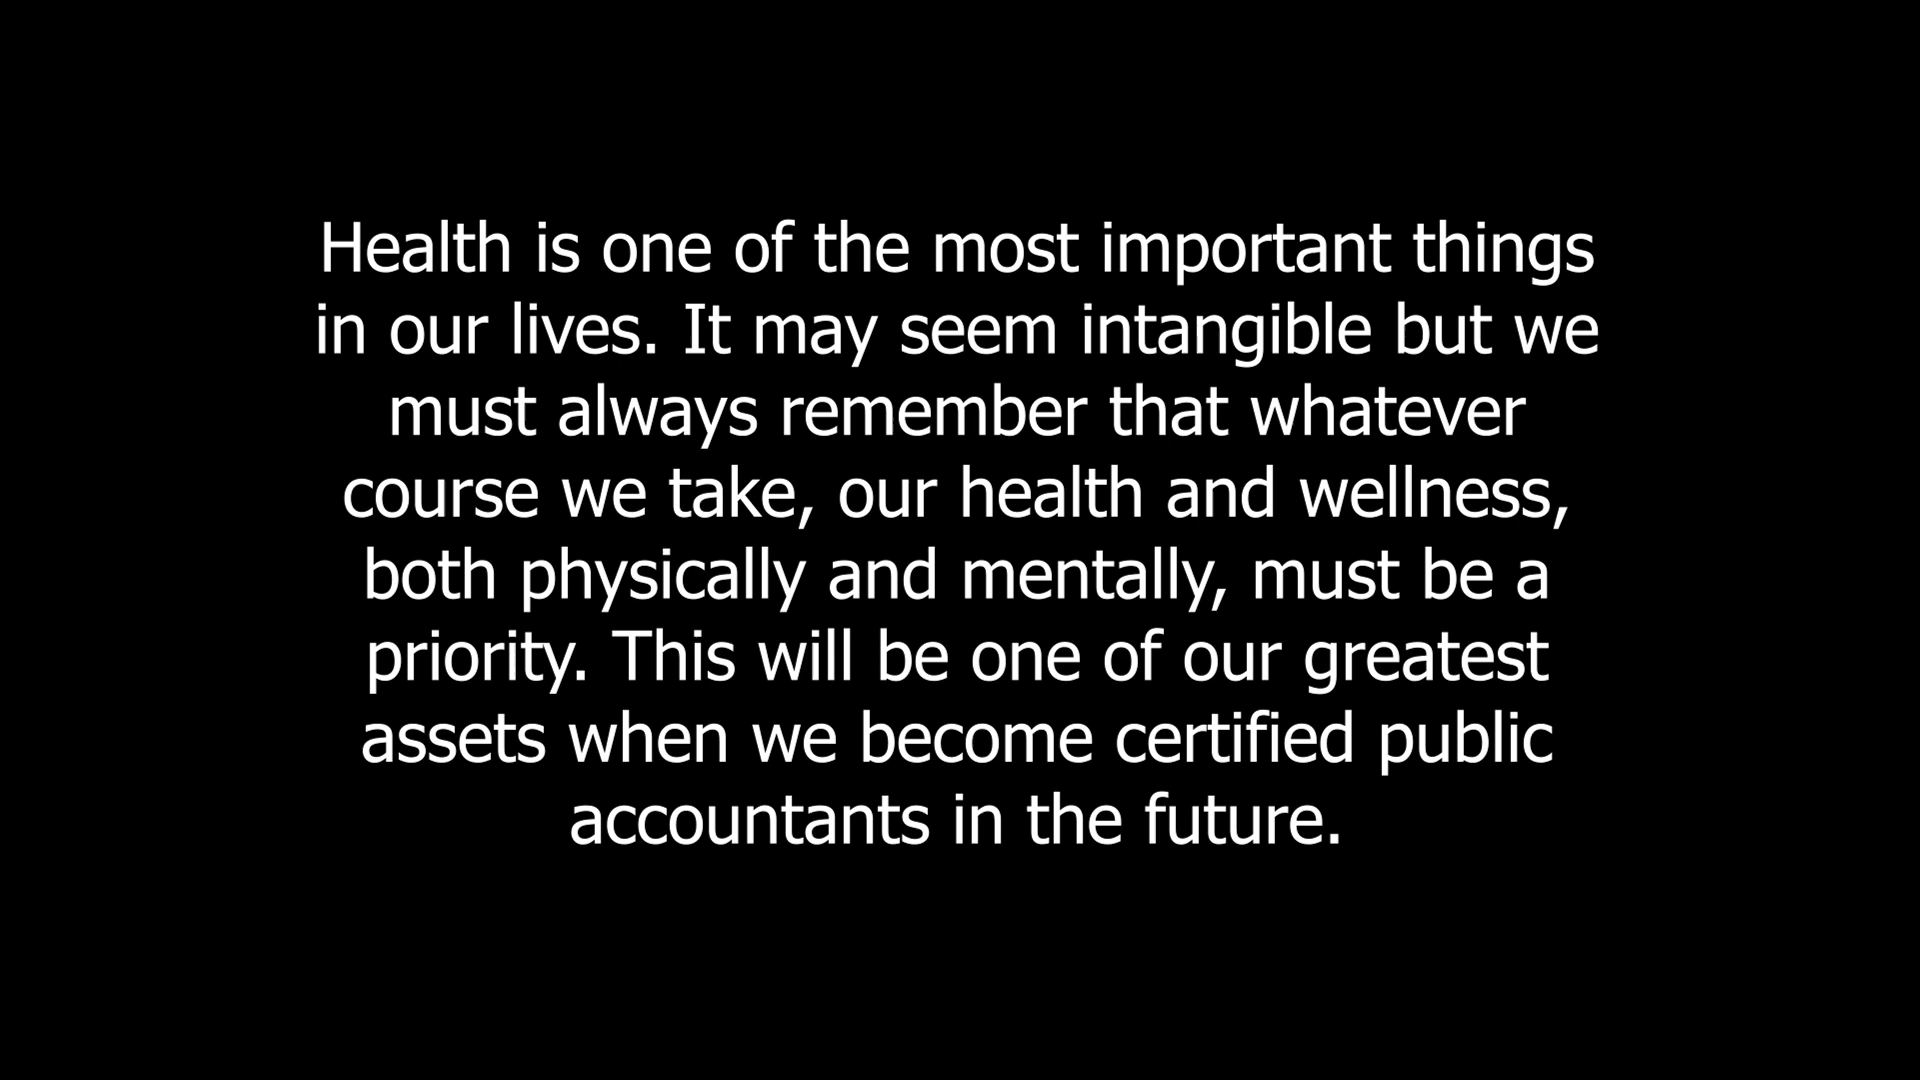 Health is one of the most important things
in our lives. It may seem intangible but we
must always remember that whatever
course we take, our health and wellness,
both physically and mentally, must be a
priority. This will be one of our greatest
assets when we become certified public
accountants in the future.